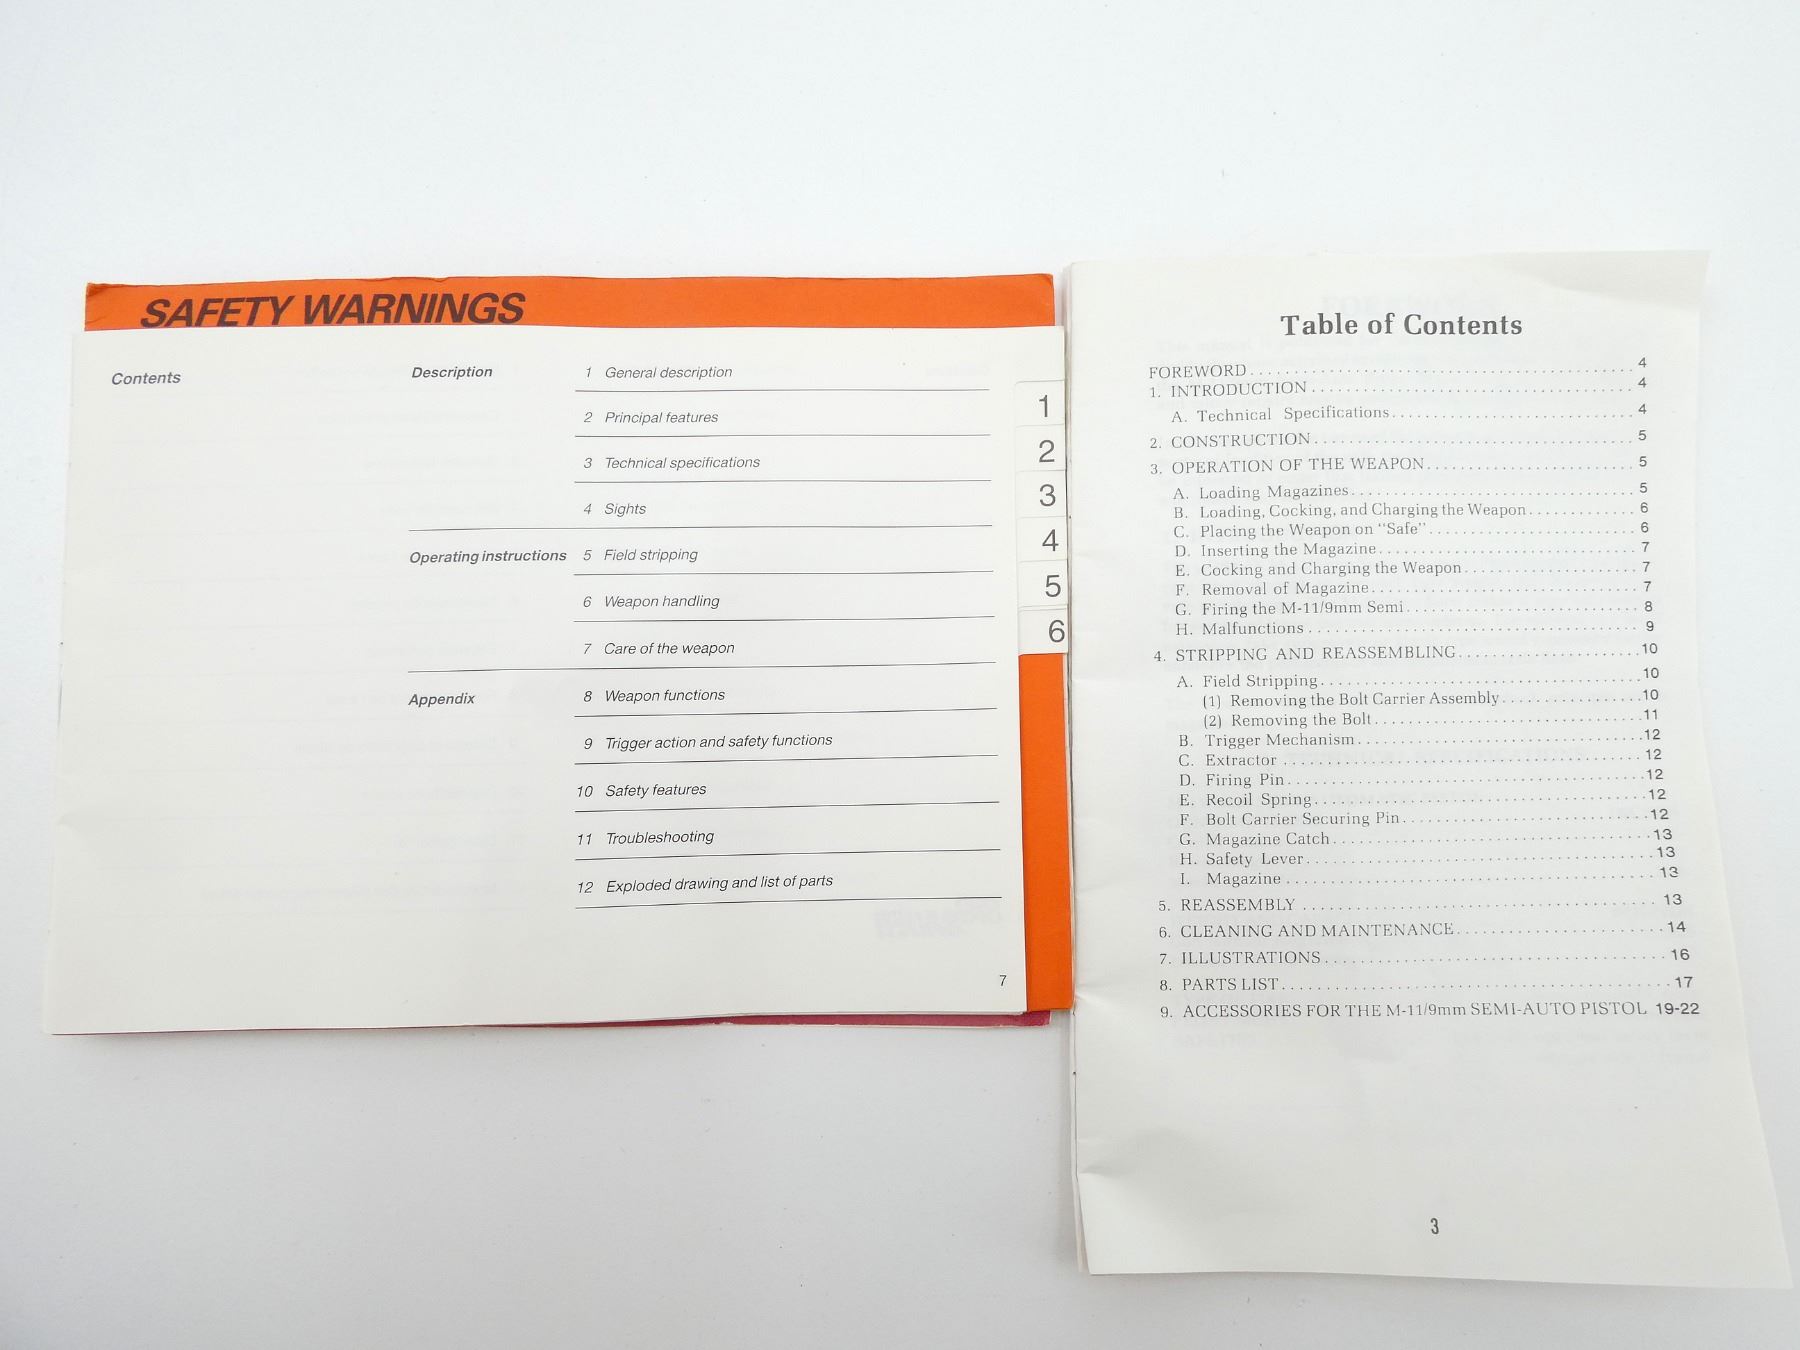 SAFETY WARNINGS
Contents
Description
1 General description
2 Principal features
3 Technical specifications
4 Sights
Operating instructions
5 Field stripping
6 Weapon handling
7 Care of the weapon
Appendix
8 Weapon functions
9 Trigger action and safety functions
10 Safety features
11 Troubleshooting
12 Exploded drawing and list of parts
7
1
2
3
4
5
6
Table of Contents
FOREWORD 4
1. INTRODUCTION 4
A. Technical Specifications 4
2. CONSTRUCTION 5
3. OPERATION OF THE WEAPON 5
A. Loading Magazines 5
B. Loading, Cocking, and Charging the Weapon 6
C. Placing the Weapon on "Safe" 6
D. Inserting the Magazine 7
E. Cocking and Charging the Weapon 7
F. Removal of Magazine 7
G. Firing the M-11/9mm Semi 8
H. Malfunctions 9
4. STRIPPING AND REASSEMBLING 10
A. Field Stripping 10
(1) Removing the Bolt Carrier Assembly 10
(2) Removing the Bolt 11
B. Trigger Mechanism 12
C. Extractor 12
D. Firing Pin 12
E. Recoil Spring 12
F. Bolt Carrier Securing Pin 12
G. Magazine Catch 13
H. Safety Lever 13
I. Magazine 13
5. REASSEMBLY 13
6. CLEANING AND MAINTENANCE 14
7. ILLUSTRATIONS 16
8. PARTS LIST 17
9. ACCESSORIES FOR THE M-11/9mm SEMI-AUTO PISTOL 19-22
3